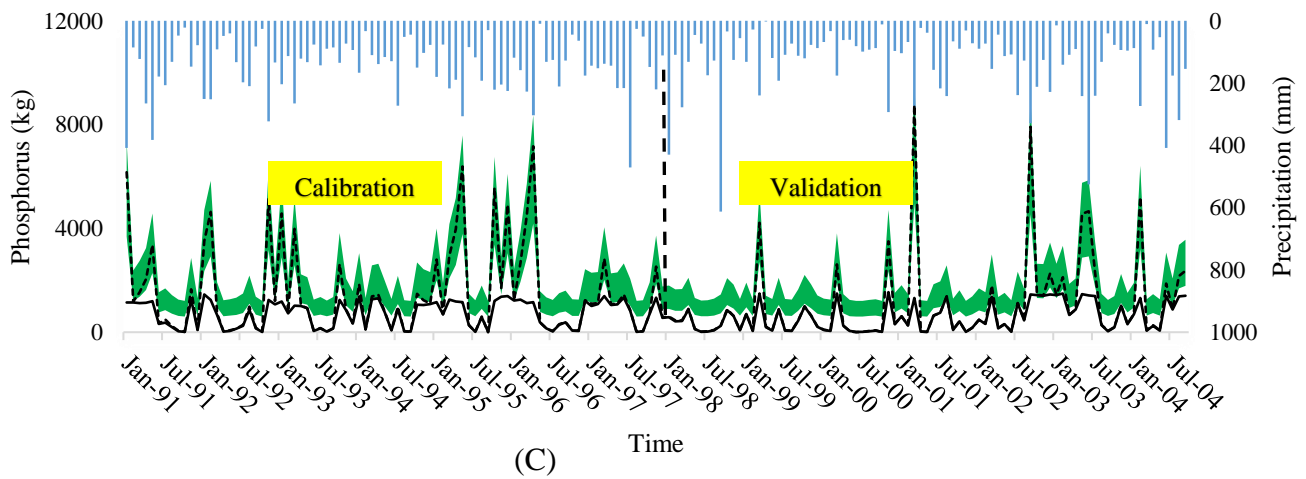 12000
8000
4000
0
Phosphorus (kg)
Calibration
Validation
0
200
400
600
800
1000
Precipitation (mm)
Jan-91
Jul-91
Jan-92
Jul-92
Jan-93
Jul-93
Jan-94
Jul-94
Jan-95
Jul-95
Jan-96
Jul-96
Jan-97
Jul-97
Jan-98
Jul-98
Jan-99
Jul-99
Jan-00
Jul-00
Jan-01
Jul-01
Jan-02
Jul-02
Jan-03
Jul-03
Jan-04
Jul-04
Time
(C)